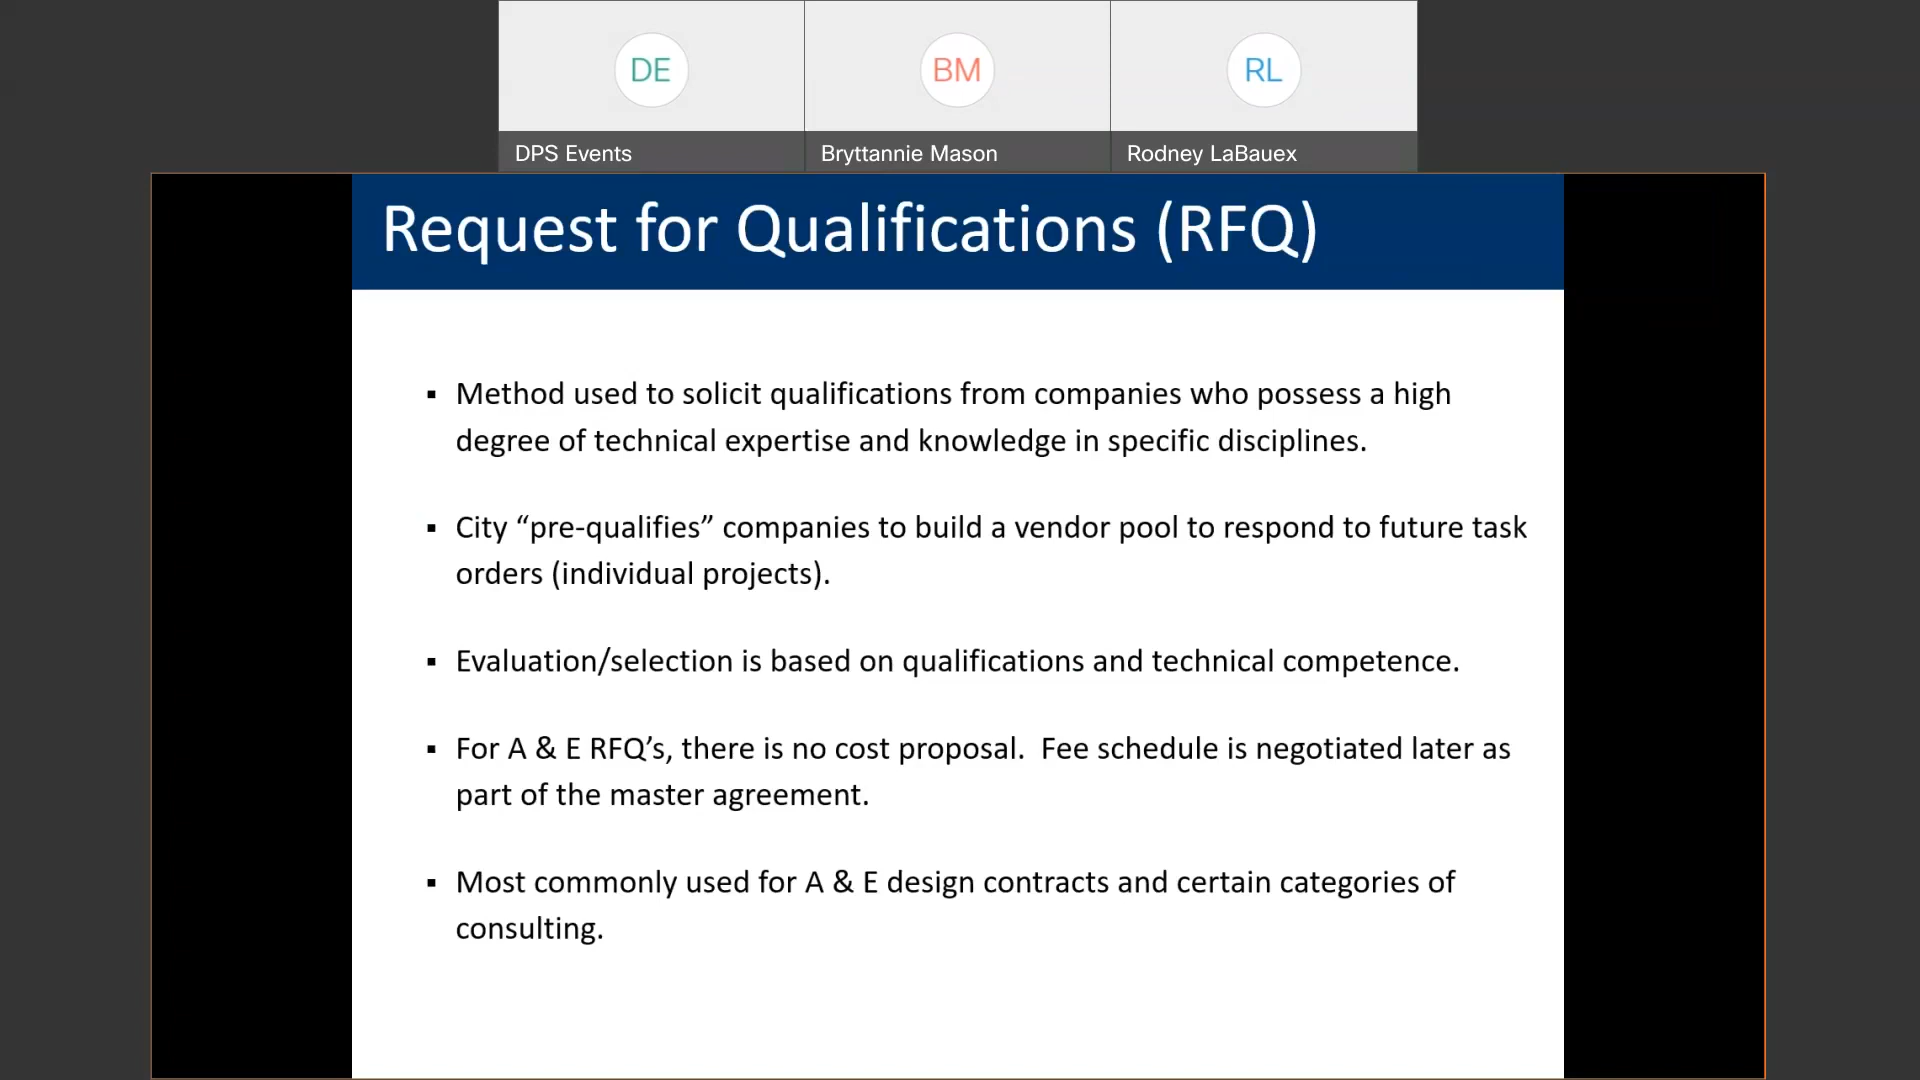 DE
BM
RL
DPS Events
Bryttannie Mason
Rodney LaBauex
Request for Qualifications (RFQ)
▪ Method used to solicit qualifications from companies who possess a high
degree of technical expertise and knowledge in specific disciplines.
▪ City “pre-qualifies” companies to build a vendor pool to respond to future task
orders (individual projects).
▪ Evaluation/selection is based on qualifications and technical competence.
▪ For A & E RFQ’s, there is no cost proposal.  Fee schedule is negotiated later as
part of the master agreement.
▪ Most commonly used for A & E design contracts and certain categories of
consulting.